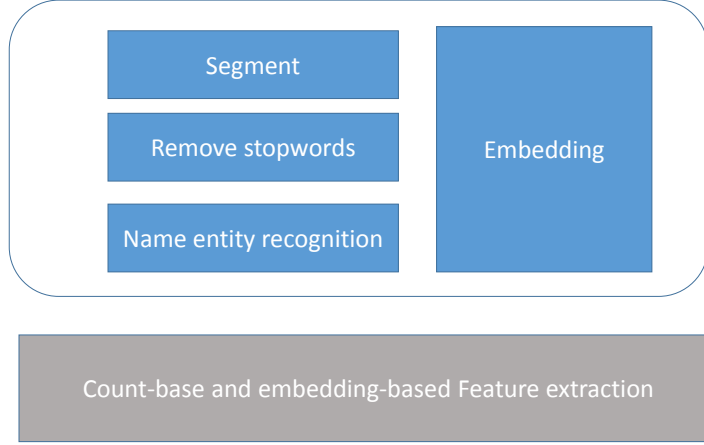 Segment
Remove stopwords
Name entity recognition
Embedding
Count-base and embedding-based Feature extraction